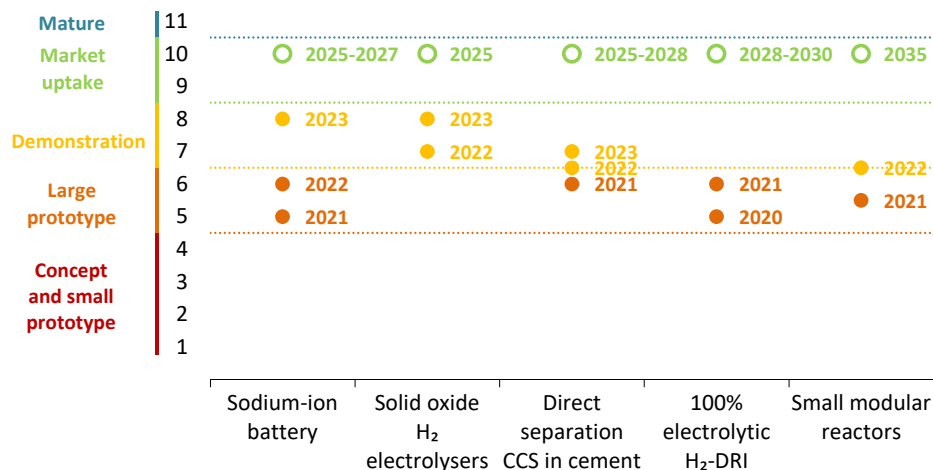 Mature
11
Market
uptake
10
9
2025-2027
2025
2025-2028
2028-2030
2035
Demonstration
8
7
2023
2023
2022
2023
2022
2022
Large
prototype
6
5
2022
2021
2021
2021
2020
2021
Concept
and small
prototype
4
3
2
1
Sodium-ion
battery
Solid oxide
H₂
electrolysers
Direct
separation
CCS in cement
100%
electrolytic
H₂-DRI
Small modular
reactors